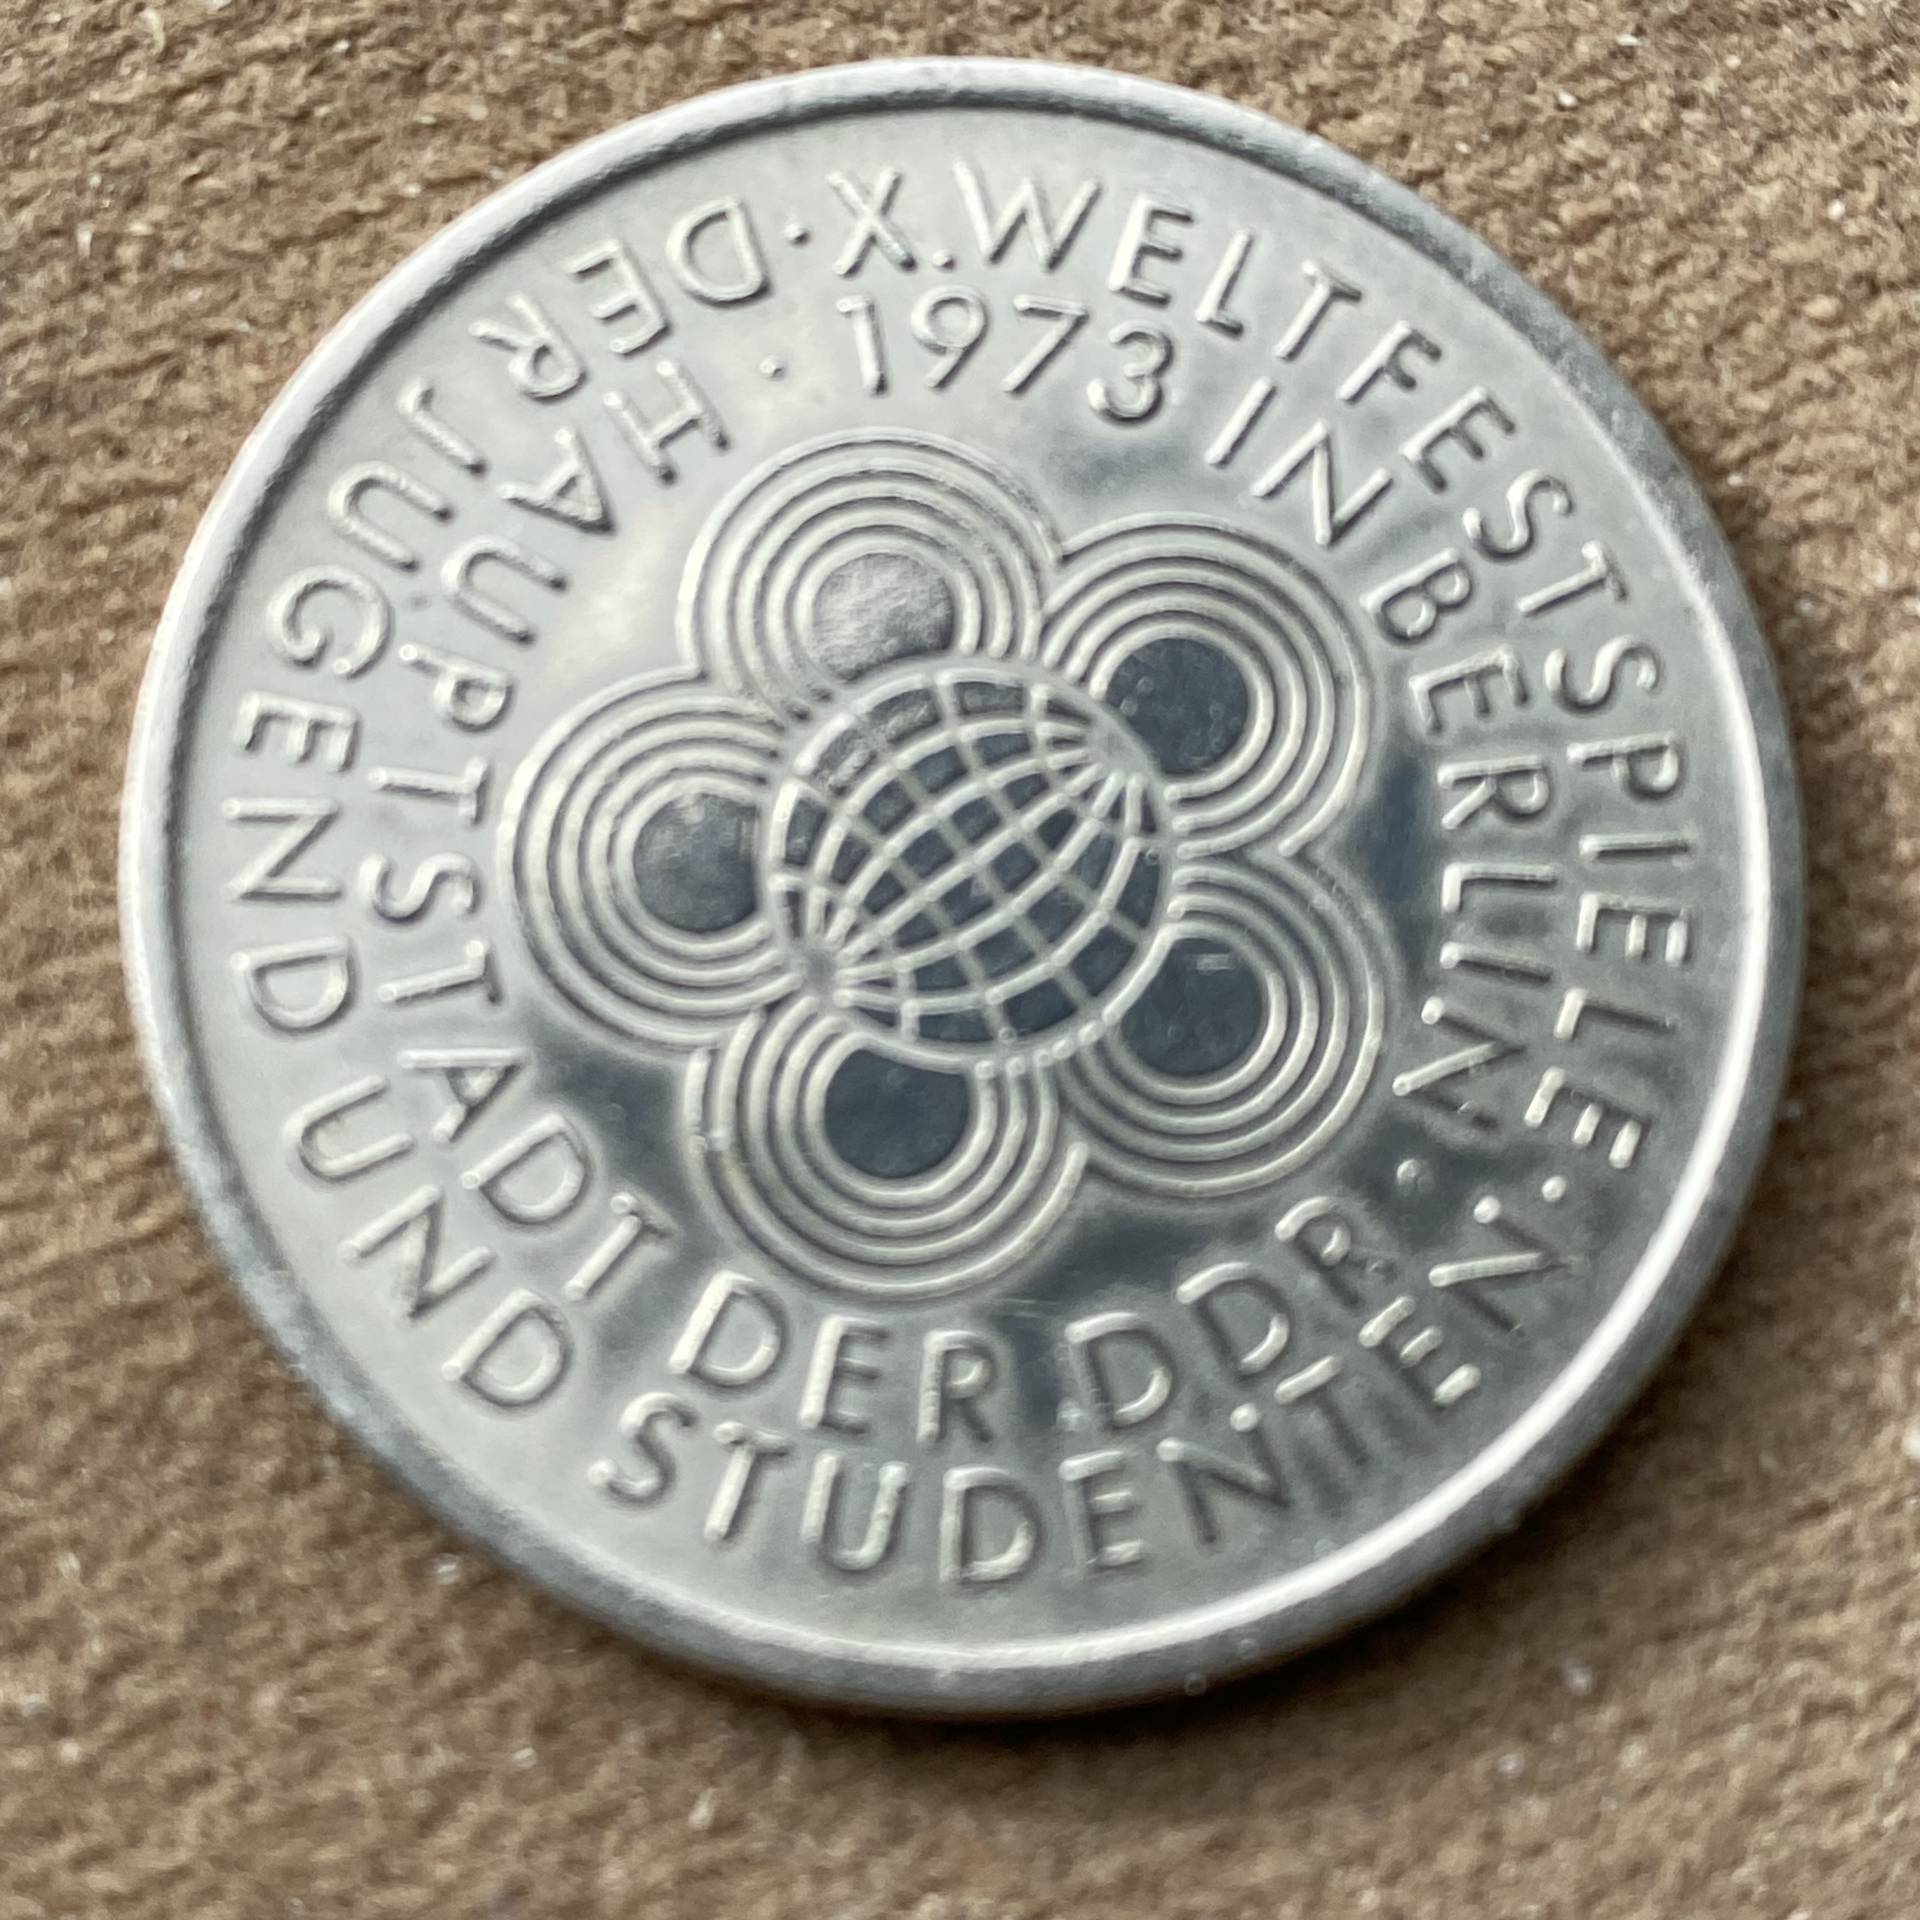 X. WELTFESTSPIELE · DER JUGEND UND STUDENTEN ·
1973 IN BERLIN · HAUPTSTADT DER DDR ·